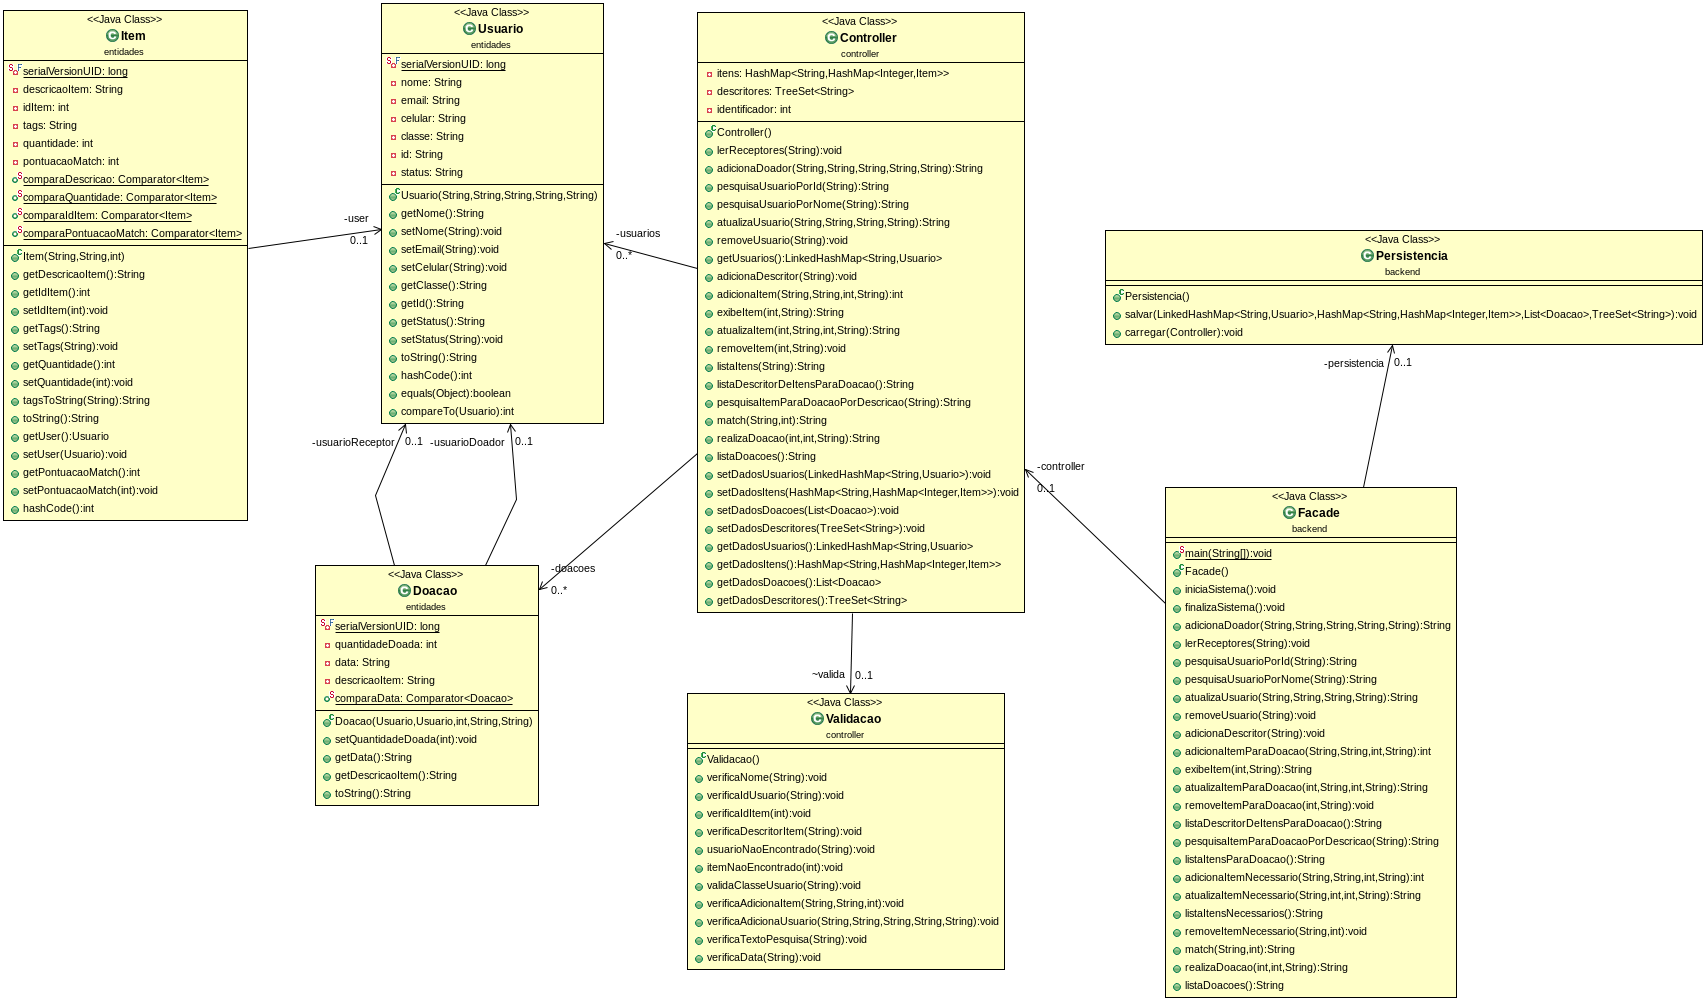 <<Java Class>>
Item
entidades
serialVersionUID: long
descricaoItem: String
idItem: int
tags: String
quantidade: int
pontuacaoMatch: int
comparaDescricao: Comparator<Item>
comparaQuantidade: Comparator<Item>
comparaIdItem: Comparator<Item>
comparaPontuacaoMatch: Comparator<Item>
Item(String,String,int)
getDescricaoItem():String
getIdItem():int
setIdItem(int):void
getTags():String
setTags(String):void
getQuantidade():int
setQuantidade(int):void
tagsToString(String):String
toString():String
getUser():Usuario
setUser(Usuario):void
getPontuacaoMatch():int
setPontuacaoMatch(int):void
hashCode():int
-user
0..1
<<Java Class>>
Usuario
entidades
serialVersionUID: long
nome: String
email: String
celular: String
classe: String
id: String
status: String
Usuario(String,String,String,String,String)
getNome():String
setNome(String):void
setEmail(String):void
setCelular(String):void
getClasse():String
getId():String
getStatus():String
setStatus(String):void
toString():String
hashCode():int
equals(Object):boolean
compareTo(Usuario):int
-usuarioReceptor
0..1
-usuarioDoador
0..1
<<Java Class>>
Doacao
entidades
serialVersionUID: long
quantidadeDoada: int
data: String
descricaoItem: String
comparaData: Comparator<Doacao>
Doacao(Usuario,Usuario,int,String,String)
setQuantidadeDoada(int):void
getData():String
getDescricaoItem():String
toString():String
-usuarios
0..*
-doacoes
0..*
<<Java Class>>
Controller
controller
itens: HashMap<String,HashMap<Integer,Item>>
descritores: TreeSet<String>
identificador: int
Controller()
lerReceptores(String):void
adicionaDoador(String,String,String,String,String):String
pesquisaUsuarioPorId(String):String
pesquisaUsuarioPorNome(String):String
atualizaUsuario(String,String,String,String):String
removeUsuario(String):void
getUsuarios():LinkedHashMap<String,Usuario>
adicionaDescritor(String):void
adicionaItem(String,String,int,String):int
exibeItem(int,String):String
atualizaItem(int,String,int,String):String
removeItem(int,String):void
listaItens(String):String
listaDescritorDeItensParaDoacao():String
pesquisaItemParaDoacaoPorDescricao(String):String
match(String,int):String
realizaDoacao(int,int,String):String
listaDoacoes():String
setDadosUsuarios(LinkedHashMap<String,Usuario>):void
setDadosItens(HashMap<String,HashMap<Integer,Item>>):void
setDadosDoacoes(List<Doacao>):void
setDadosDescritores(TreeSet<String>):void
getDadosUsuarios():LinkedHashMap<String,Usuario>
getDadosItens():HashMap<String,HashMap<Integer,Item>>
getDadosDoacoes():List<Doacao>
getDadosDescritores():TreeSet<String>
~valida
0..1
<<Java Class>>
Validacao
controller
Validacao()
verificaNome(String):void
verificaIdUsuario(String):void
verificaIdItem(int):void
verificaDescritorItem(String):void
usuarioNaoEncontrado(String):void
itemNaoEncontrado(int):void
validaClasseUsuario(String):void
verificaAdicionaItem(String,String,int):void
verificaAdicionaUsuario(String,String,String,String,String):void
verificaTextoPesquisa(String):void
verificaData(String):void
<<Java Class>>
Persistencia
backend
Persistencia()
salvar(LinkedHashMap<String,Usuario>,HashMap<String,HashMap<Integer,Item>>,List<Doacao>,TreeSet<String>):void
carregar(Controller):void
-persistencia
0..1
-controller
0..1
<<Java Class>>
Facade
backend
main(String[]):void
Facade()
iniciaSistema():void
finalizaSistema():void
adicionaDoador(String,String,String,String,String):String
lerReceptores(String):void
pesquisaUsuarioPorId(String):String
pesquisaUsuarioPorNome(String):String
atualizaUsuario(String,String,String,String):String
removeUsuario(String):void
adicionaDescritor(String):void
adicionaItemParaDoacao(String,String,int,String):int
exibeItem(int,String):String
atualizaItemParaDoacao(int,String,int,String):String
removeItemParaDoacao(int,String):void
listaDescritorDeItensParaDoacao():String
pesquisaItemParaDoacaoPorDescricao(String):String
listaItensParaDoacao():String
adicionaItemNecessario(String,String,int,String):int
atualizaItemNecessario(String,int,int,String):String
listaItensNecessarios():String
removeItemNecessario(String,int):void
match(String,int):String
realizaDoacao(int,int,String):String
listaDoacoes():String